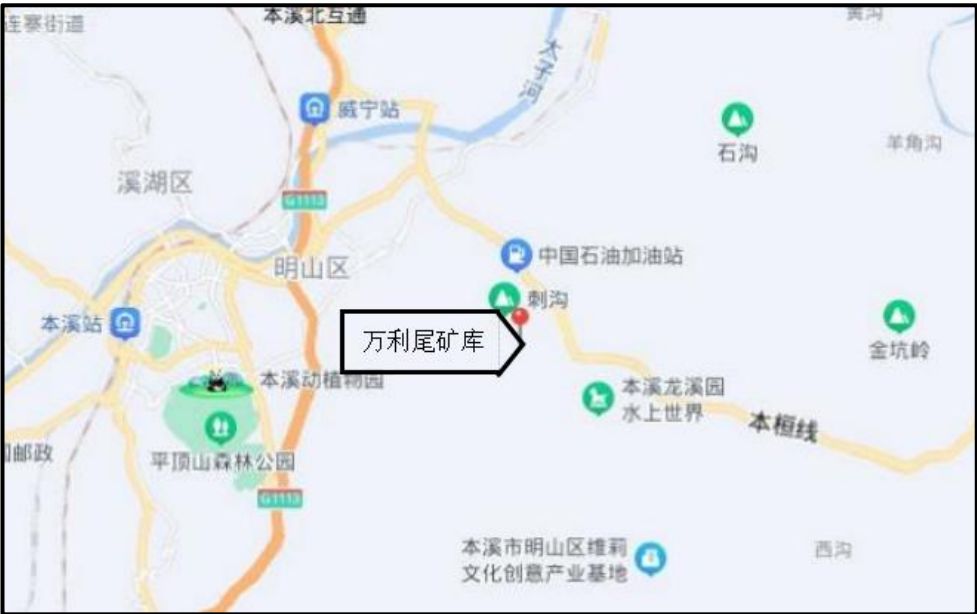 本溪北互通
黄沟
太子河
威宁站
石沟
羊角沟
溪湖区
G1113
中国石油加油站
明山区
刺沟
本溪站
万利尾矿库
金坑岭
本溪动植物园
本溪龙溪园
水上世界
本桓线
邮政
平顶山森林公园
G1113
本溪市明山区维莉
文化创意产业基地
西沟